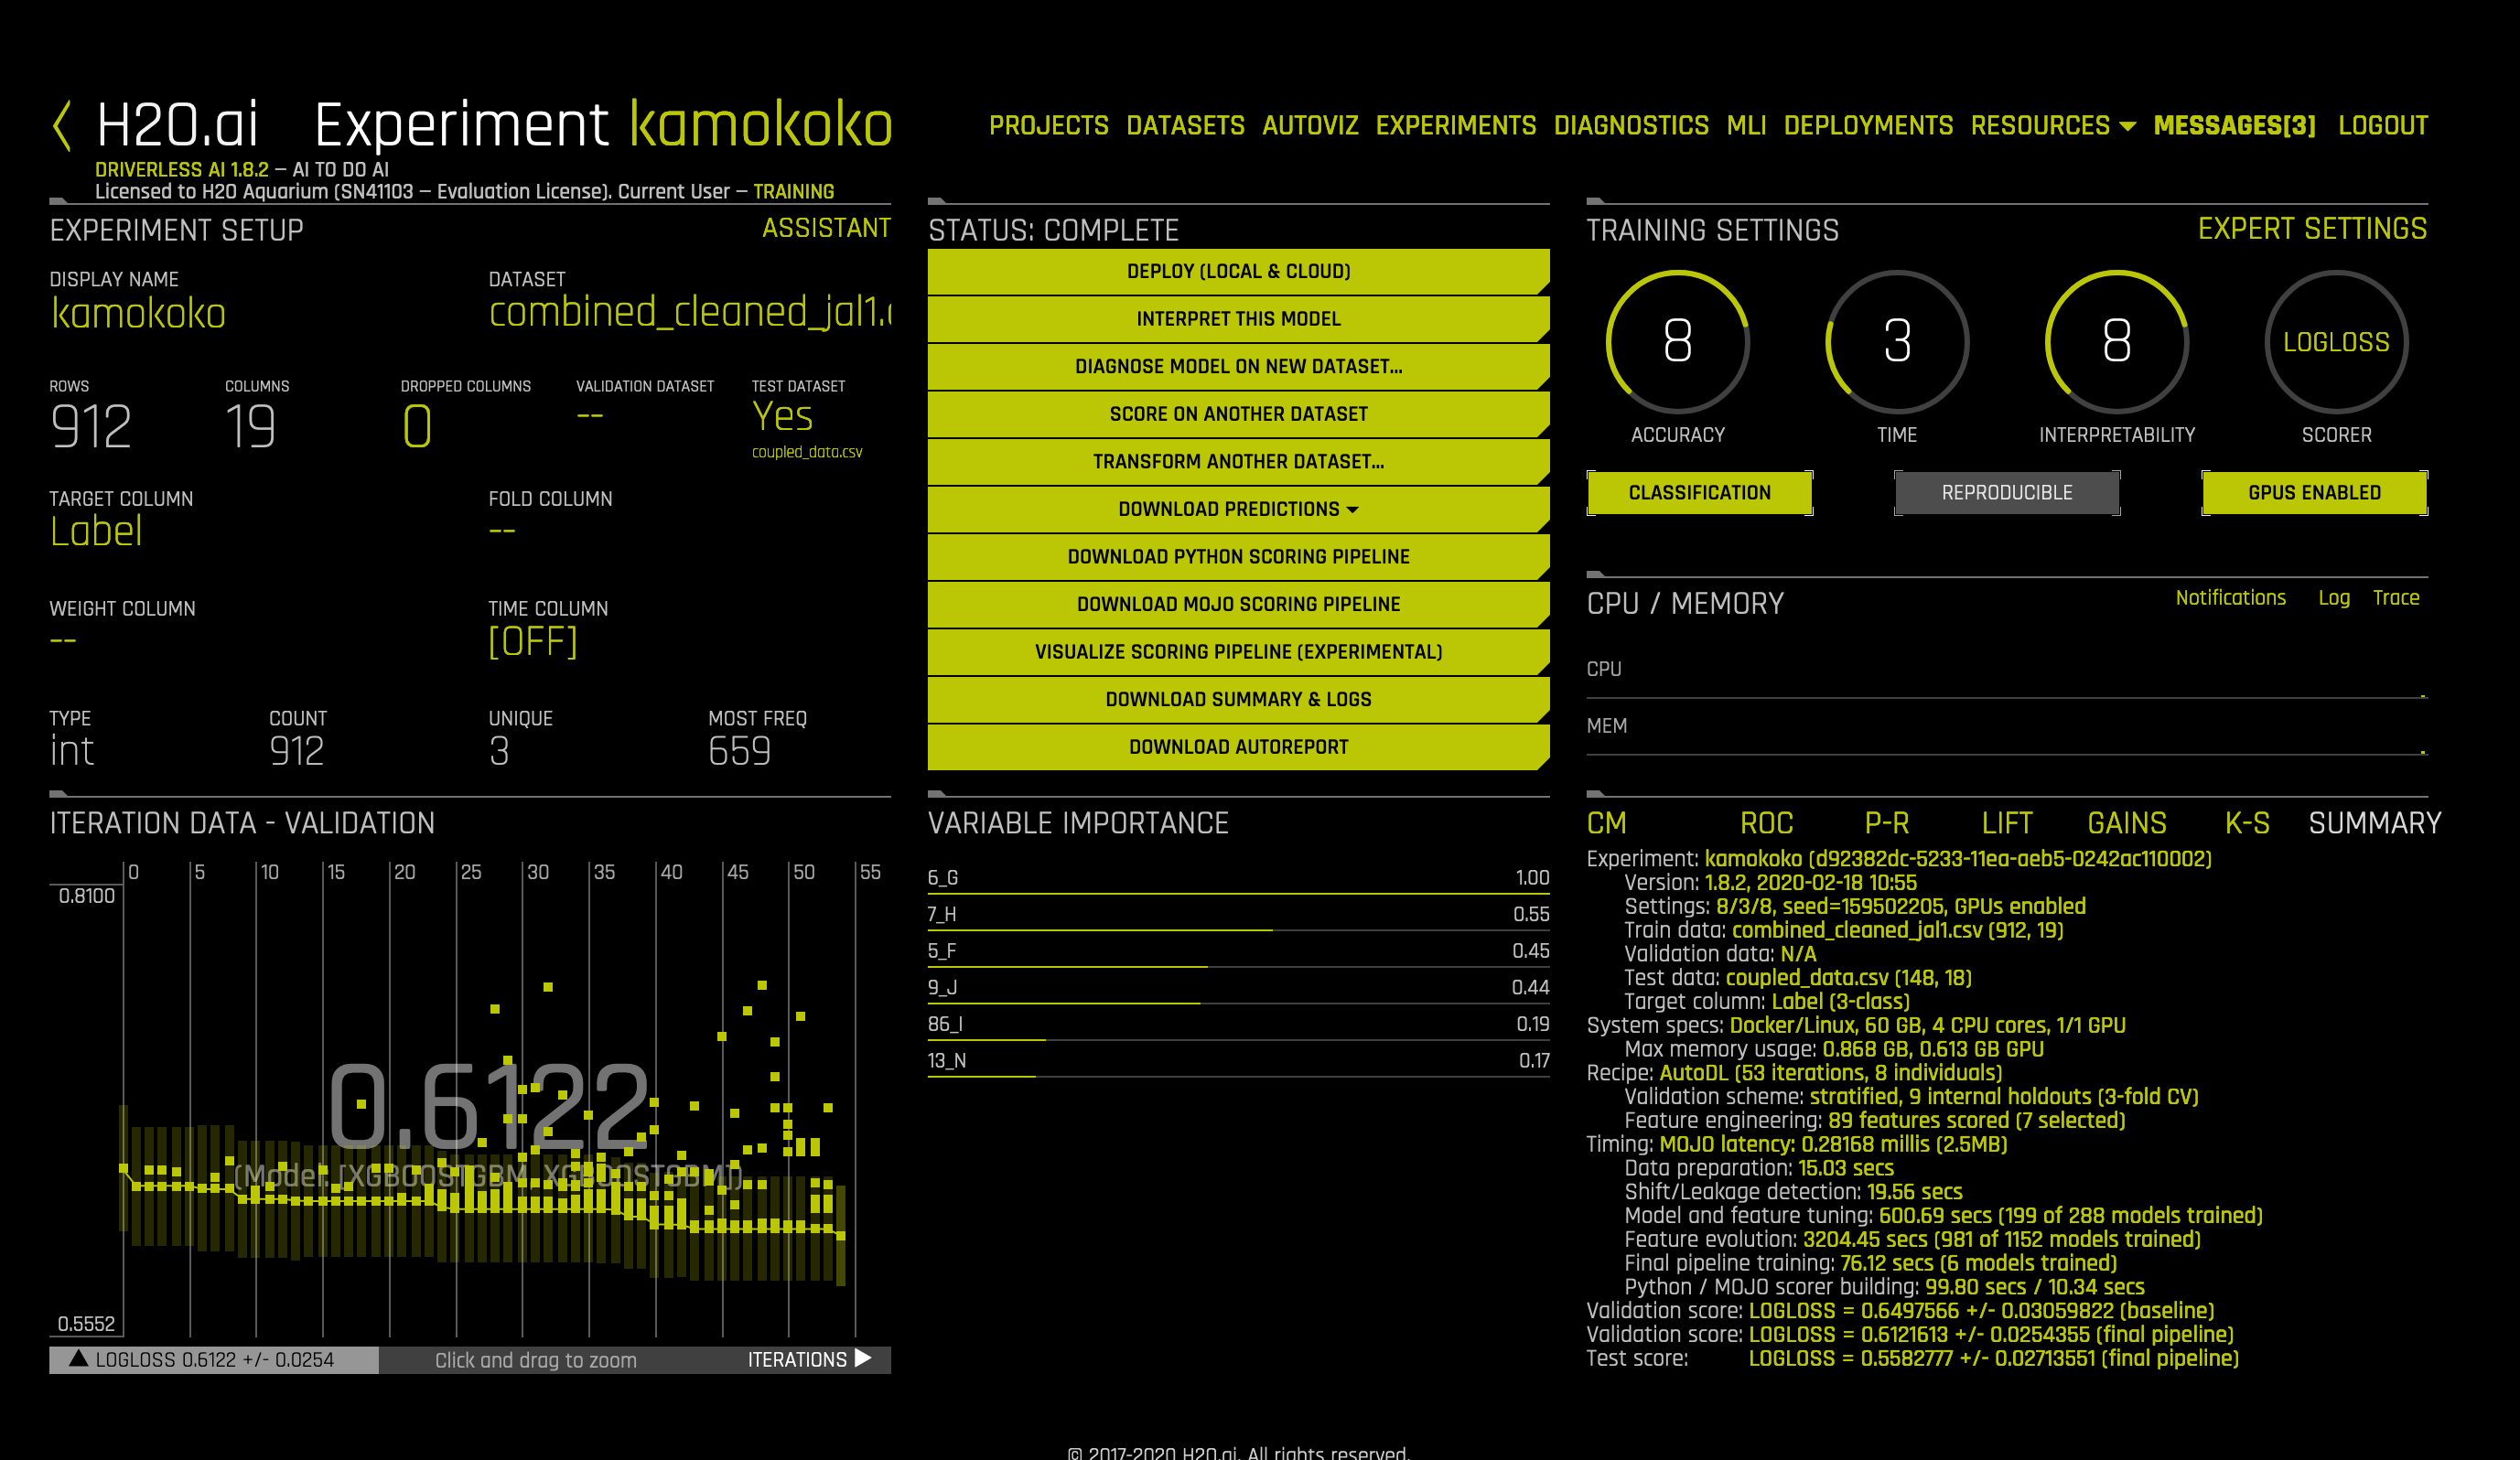 H2O.ai Experiment kamokoko
DRIVERLESS AI 1.8.2 – AI TO DO AI
Licensed to H2O Aquarium (SN41103 – Evaluation License). Current User – TRAINING
PROJECTS DATASETS AUTOVIZ EXPERIMENTS DIAGNOSTICS MLI DEPLOYMENTS RESOURCES MESSAGES[3] LOGOUT
EXPERIMENT SETUP ASSISTANT
DISPLAY NAME DATASET
kamokoko combined_cleaned_jal1.
ROWS COLUMNS DROPPED COLUMNS VALIDATION DATASET TEST DATASET
912 19 0 -- Yes
coupled_data.csv
TARGET COLUMN FOLD COLUMN
Label --
WEIGHT COLUMN TIME COLUMN
-- [OFF]
TYPE COUNT UNIQUE MOST FREQ
int 912 3 659
STATUS: COMPLETE
DEPLOY (LOCAL & CLOUD)
INTERPRET THIS MODEL
DIAGNOSE MODEL ON NEW DATASET...
SCORE ON ANOTHER DATASET
TRANSFORM ANOTHER DATASET...
DOWNLOAD PREDICTIONS
DOWNLOAD PYTHON SCORING PIPELINE
DOWNLOAD MOJO SCORING PIPELINE
VISUALIZE SCORING PIPELINE (EXPERIMENTAL)
DOWNLOAD SUMMARY & LOGS
DOWNLOAD AUTOREPORT
TRAINING SETTINGS EXPERT SETTINGS
8 3 8 LOGLOSS
ACCURACY TIME INTERPRETABILITY SCORER
CLASSIFICATION REPRODUCIBLE GPUS ENABLED
CPU / MEMORY Notifications Log Trace
CPU
MEM
ITERATION DATA - VALIDATION
0 5 10 15 20 25 30 35 40 45 50 55
0.8100
0.6122
(Model: [XGBOOSTGBM, XGBOOSTGBM])
0.5552
LOGLOSS 0.6122 +/- 0.0254 Click and drag to zoom ITERATIONS
VARIABLE IMPORTANCE
6_G 1.00
7_H 0.55
5_F 0.45
9_J 0.44
86_I 0.19
13_N 0.17
CM ROC P-R LIFT GAINS K-S SUMMARY
Experiment: kamokoko (d92382dc-5233-11ea-aeb5-0242ac110002)
Version: 1.8.2, 2020-02-18 10:55
Settings: 8/3/8, seed=159502205, GPUs enabled
Train data: combined_cleaned_jal1.csv (912, 19)
Validation data: N/A
Test data: coupled_data.csv (148, 18)
Target column: Label (3-class)
System specs: Docker/Linux, 60 GB, 4 CPU cores, 1/1 GPU
Max memory usage: 0.868 GB, 0.613 GB GPU
Recipe: AutoDL (53 iterations, 8 individuals)
Validation scheme: stratified, 9 internal holdouts (3-fold CV)
Feature engineering: 89 features scored (7 selected)
Timing: MOJO latency: 0.28168 millis (2.5MB)
Data preparation: 15.03 secs
Shift/Leakage detection: 19.56 secs
Model and feature tuning: 600.69 secs (199 of 288 models trained)
Feature evolution: 3204.45 secs (981 of 1152 models trained)
Final pipeline training: 76.12 secs (6 models trained)
Python / MOJO scorer building: 99.80 secs / 10.34 secs
Validation score: LOGLOSS = 0.6497566 +/- 0.03059822 (baseline)
Validation score: LOGLOSS = 0.6121613 +/- 0.0254355 (final pipeline)
Test score: LOGLOSS = 0.5582777 +/- 0.02713551 (final pipeline)
© 2017-2020 H2O.ai. All rights reserved.